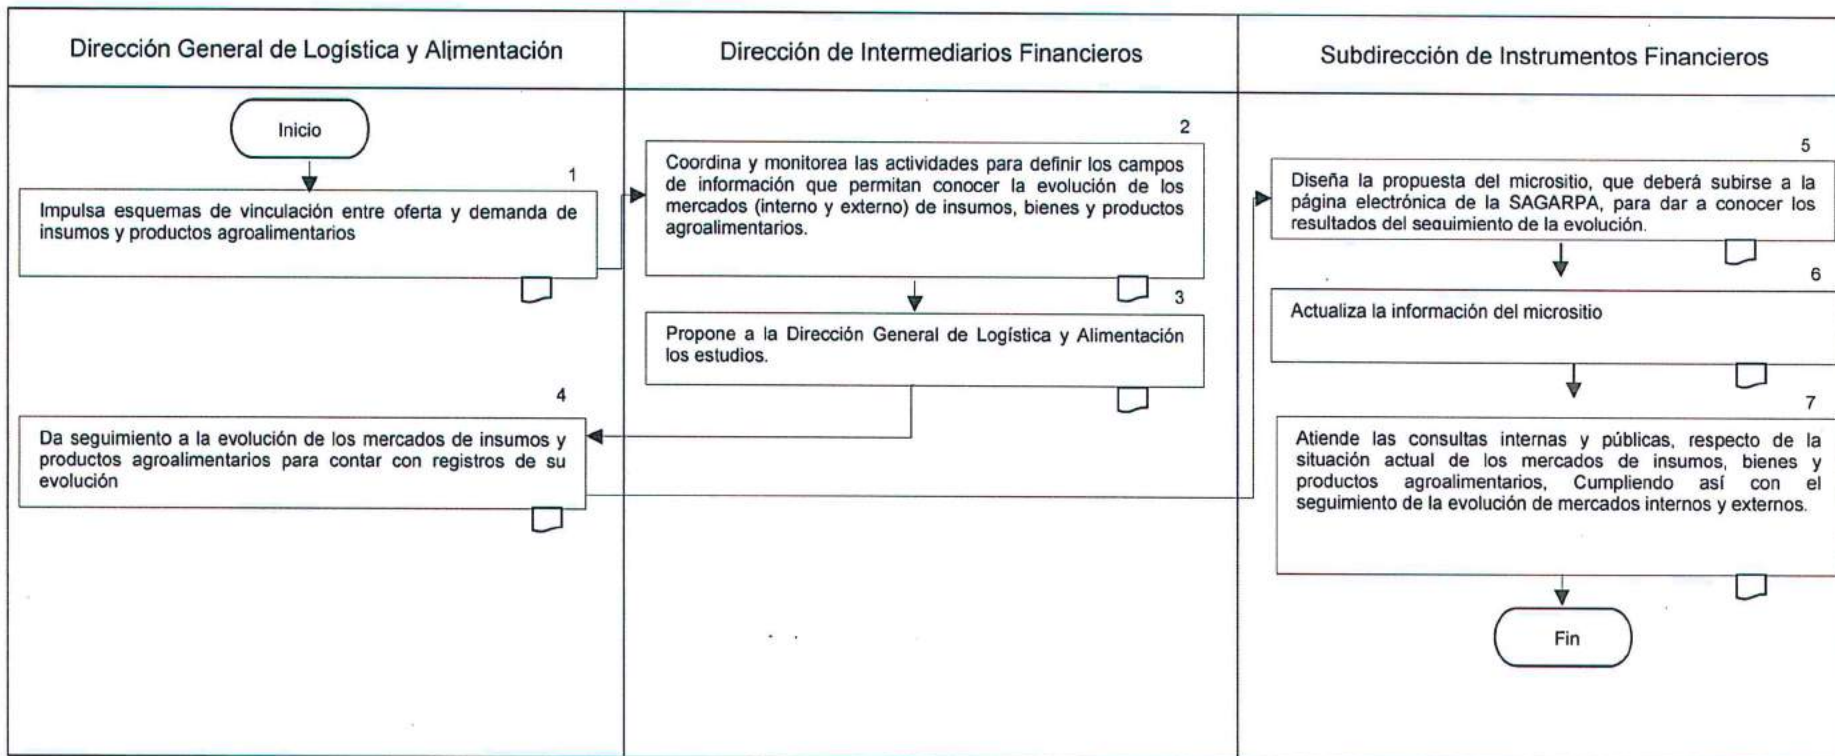 Dirección General de Logística y Alimentación
Dirección de Intermediarios Financieros
Subdirección de Instrumentos Financieros
Inicio
1
Impulsa esquemas de vinculación entre oferta y demanda de
insumos y productos agroalimentarios
2
Coordina y monitorea las actividades para definir los campos
de información que permitan conocer la evolución de los
mercados (interno y externo) de insumos, bienes y productos
agroalimentarios.
3
Propone a la Dirección General de Logística y Alimentación
los estudios.
4
Da seguimiento a la evolución de los mercados de insumos y
productos agroalimentarios para contar con registros de su
evolución
5
Diseña la propuesta del micrositio, que deberá subirse a la
página electrónica de la SAGARPA, para dar a conocer los
resultados del seguimiento de la evolución.
6
Actualiza la información del micrositio
7
Atiende las consultas internas y públicas, respecto de la
situación actual de los mercados de insumos, bienes y
productos agroalimentarios, Cumpliendo así con el
seguimiento de la evolución de mercados internos y externos.
Fin